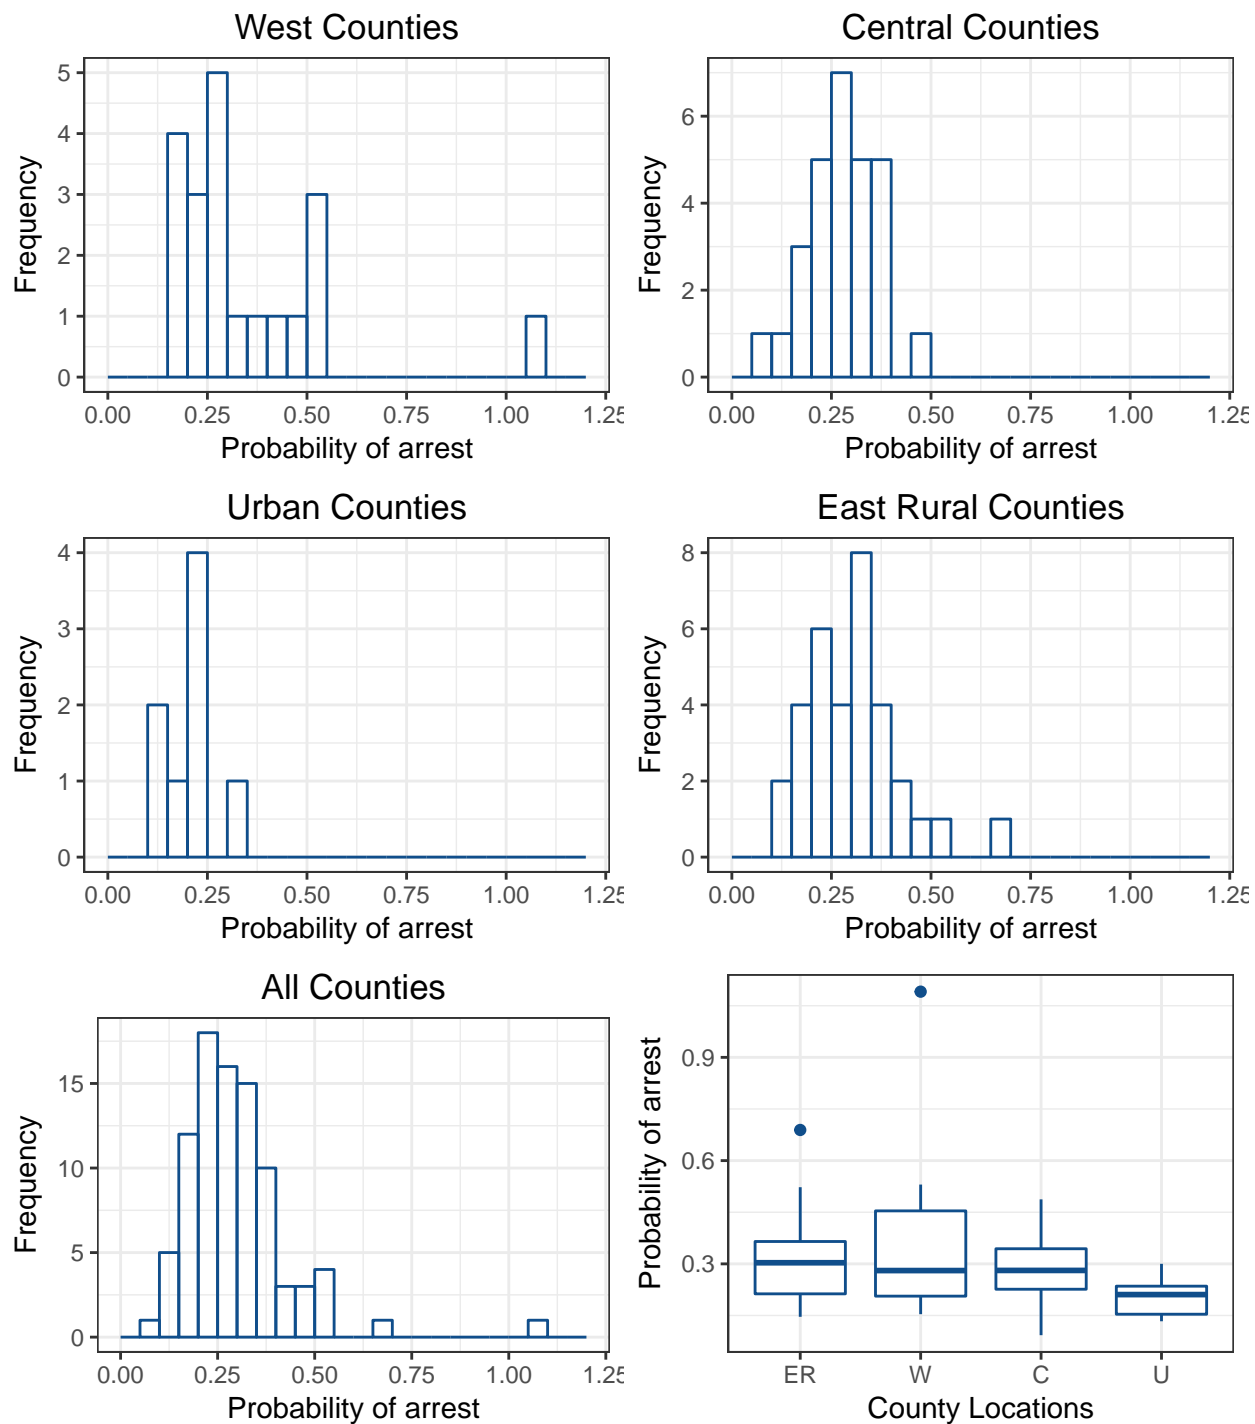 West Counties
5
4
3
2
1
0
Frequency
0.00 0.25 0.50 0.75 1.00 1.25
Probability of arrest
Central Counties
6
4
2
0
Frequency
0.00 0.25 0.50 0.75 1.00 1.25
Probability of arrest
Urban Counties
4
3
2
1
0
Frequency
0.00 0.25 0.50 0.75 1.00 1.25
Probability of arrest
East Rural Counties
8
6
4
2
0
Frequency
0.00 0.25 0.50 0.75 1.00 1.25
Probability of arrest
All Counties
15
10
5
0
Frequency
0.00 0.25 0.50 0.75 1.00 1.25
Probability of arrest
0.9
0.6
0.3
Probability of arrest
ER W C U
County Locations